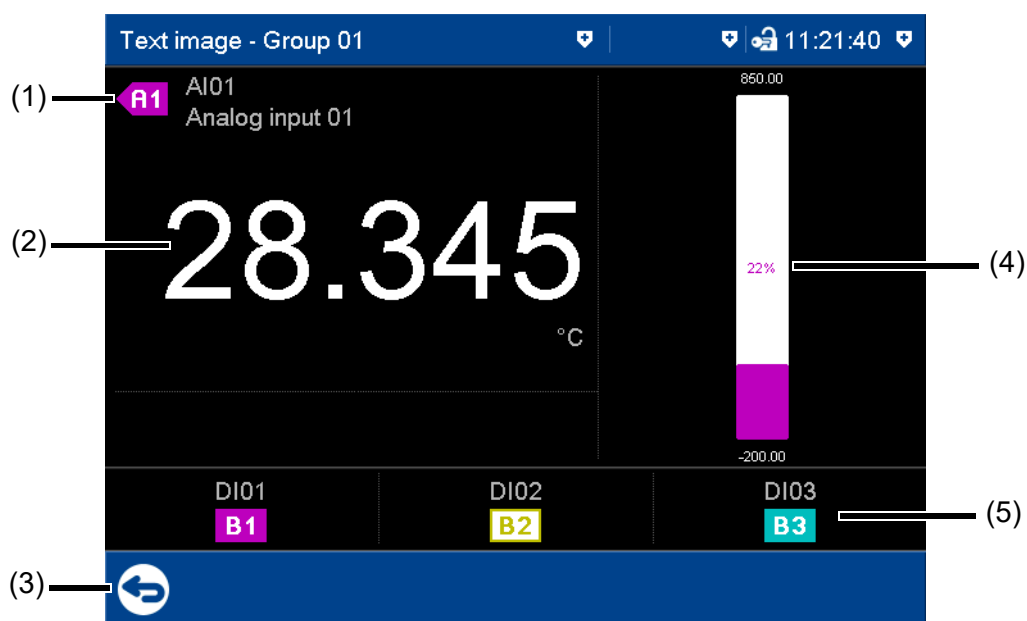 Text image - Group 01
11:21:40
(1)
A1
AI01
Analog input 01
850.00
(2)
28.345
°C
22%
(4)
-200.00
DI01
DI02
DI03
B1
B2
B3
(5)
(3)